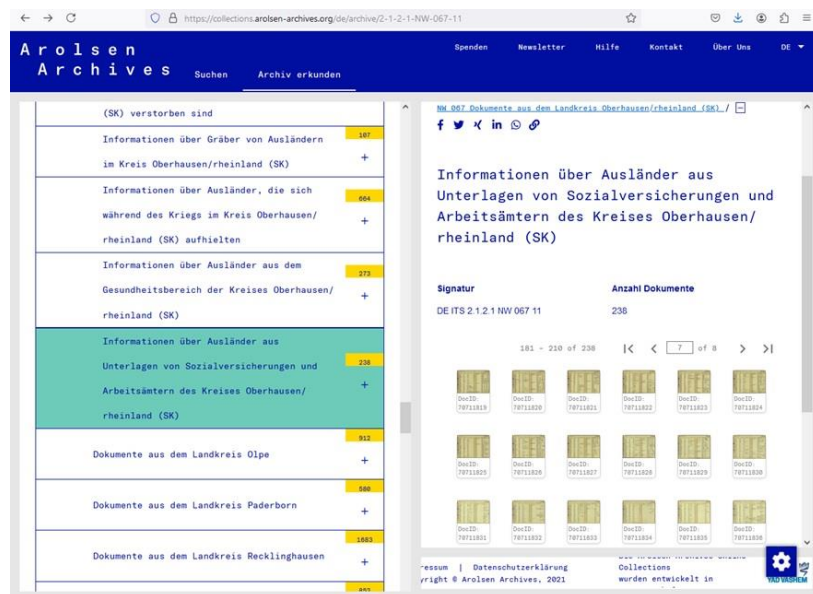 https://collections.arolsen-archives.org/de/archive/2-1-2-1-NW-067-11
Arolsen
Archives
Suchen
Archiv erkunden
Spenden
Newsletter
Hilfe
Kontakt
Über Uns
DE
(SK) verstorben sind
Informationen über Gräber von Ausländern
im Kreis Oberhausen/rheinland (SK)
107
+
Informationen über Ausländer, die sich
während des Kriegs im Kreis Oberhausen/
rheinland (SK) aufhielten
664
+
Informationen über Ausländer aus dem
Gesundheitsbereich der Kreises Oberhausen/
rheinland (SK)
273
+
Informationen über Ausländer aus
Unterlagen von Sozialversicherungen und
Arbeitsämtern des Kreises Oberhausen/
rheinland (SK)
238
+
Dokumente aus dem Landkreis Olpe
912
+
Dokumente aus dem Landkreis Paderborn
580
+
Dokumente aus dem Landkreis Recklinghausen
1683
+
NW 067 Dokumente aus dem Landkreis Oberhausen/rheinland (SK) /
Informationen über Ausländer aus
Unterlagen von Sozialversicherungen und
Arbeitsämtern des Kreises Oberhausen/
rheinland (SK)
Signatur
Anzahl Dokumente
DE ITS 2.1.2.1 NW 067 11
238
181 - 210 of 238
7 of 8
DocID: 70711819
DocID: 70711820
DocID: 70711821
DocID: 70711822
DocID: 70711823
DocID: 70711824
DocID: 70711825
DocID: 70711826
DocID: 70711827
DocID: 70711828
DocID: 70711829
DocID: 70711830
DocID: 70711831
DocID: 70711832
DocID: 70711833
DocID: 70711834
DocID: 70711835
DocID: 70711836
ressum | Datenschutzerklärung
yright © Arolsen Archives, 2021
Collections
wurden entwickelt in
YAD VASHEM